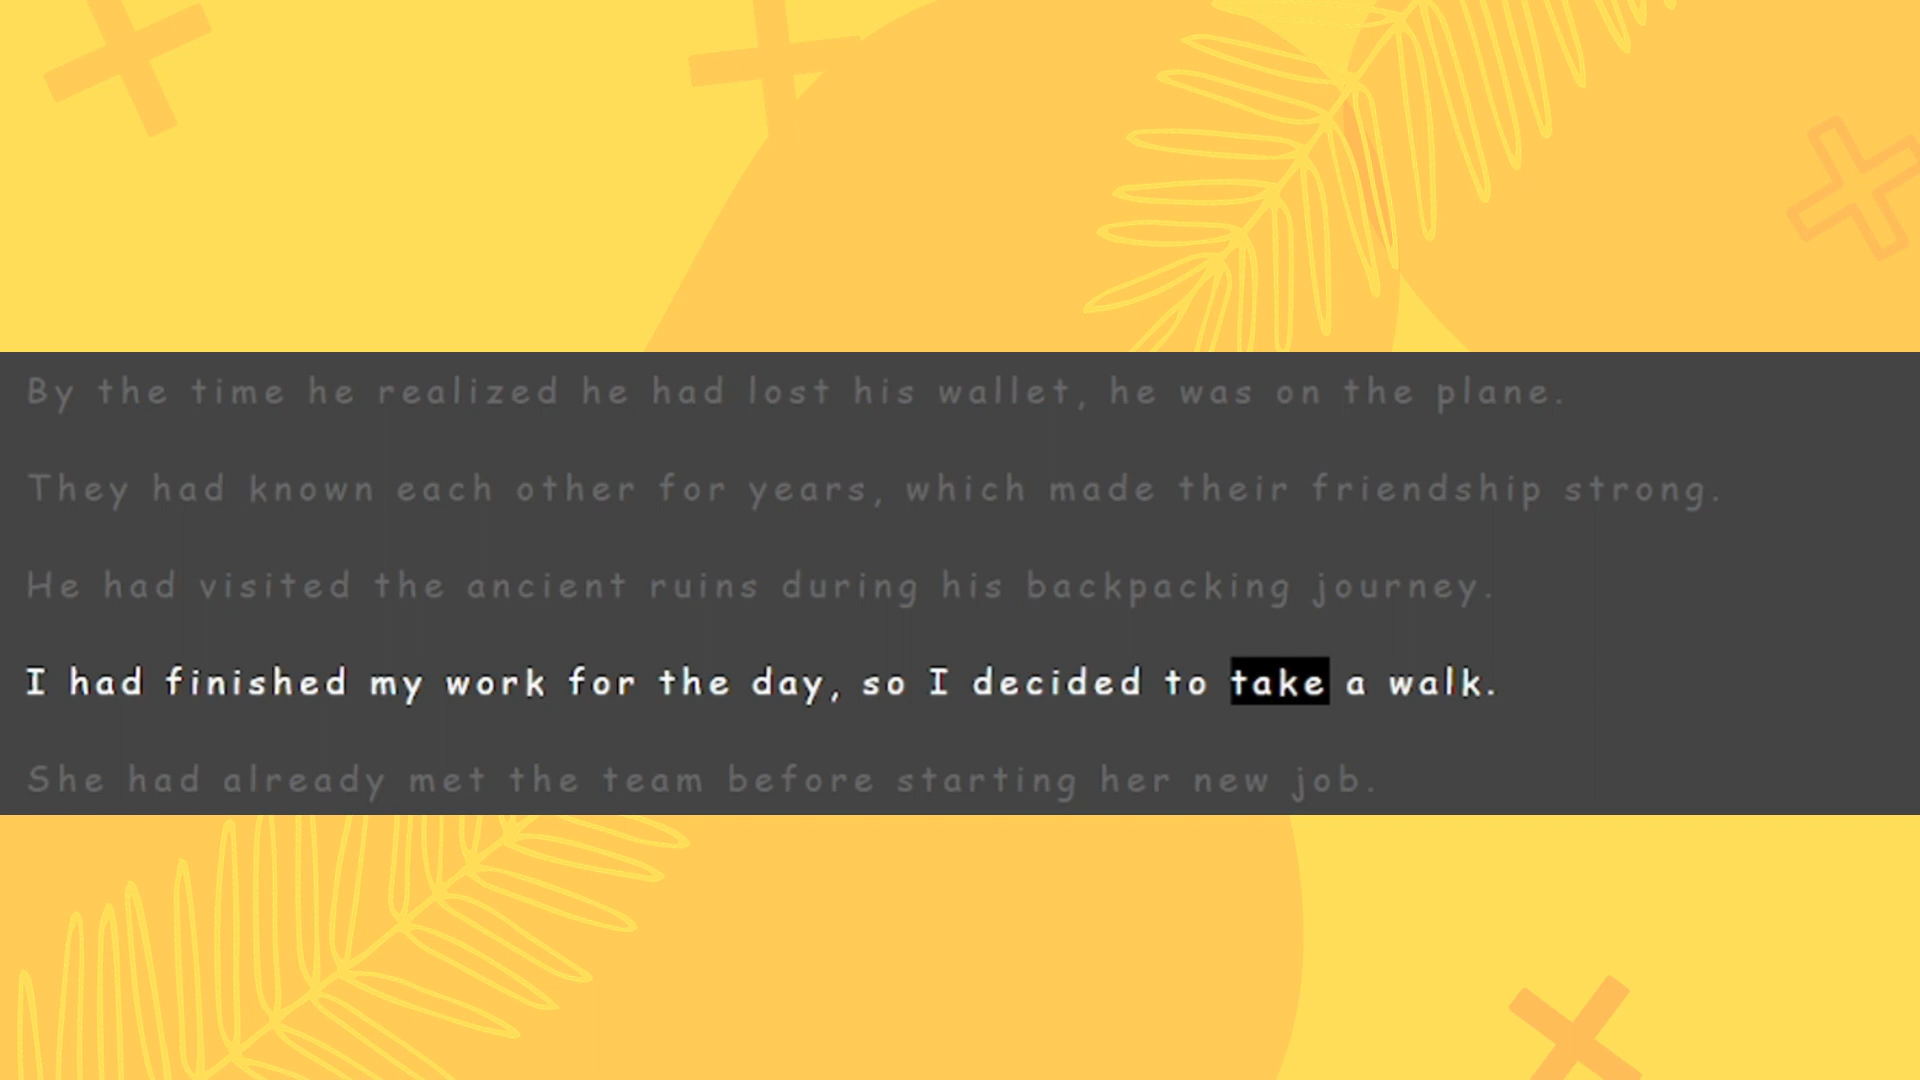 By the time he realized he had lost his wallet, he was on the plane.
They had known each other for years, which made their friendship strong.
He had visited the ancient ruins during his backpacking journey.
I had finished my work for the day, so I decided to take a walk.
She had already met the team before starting her new job.